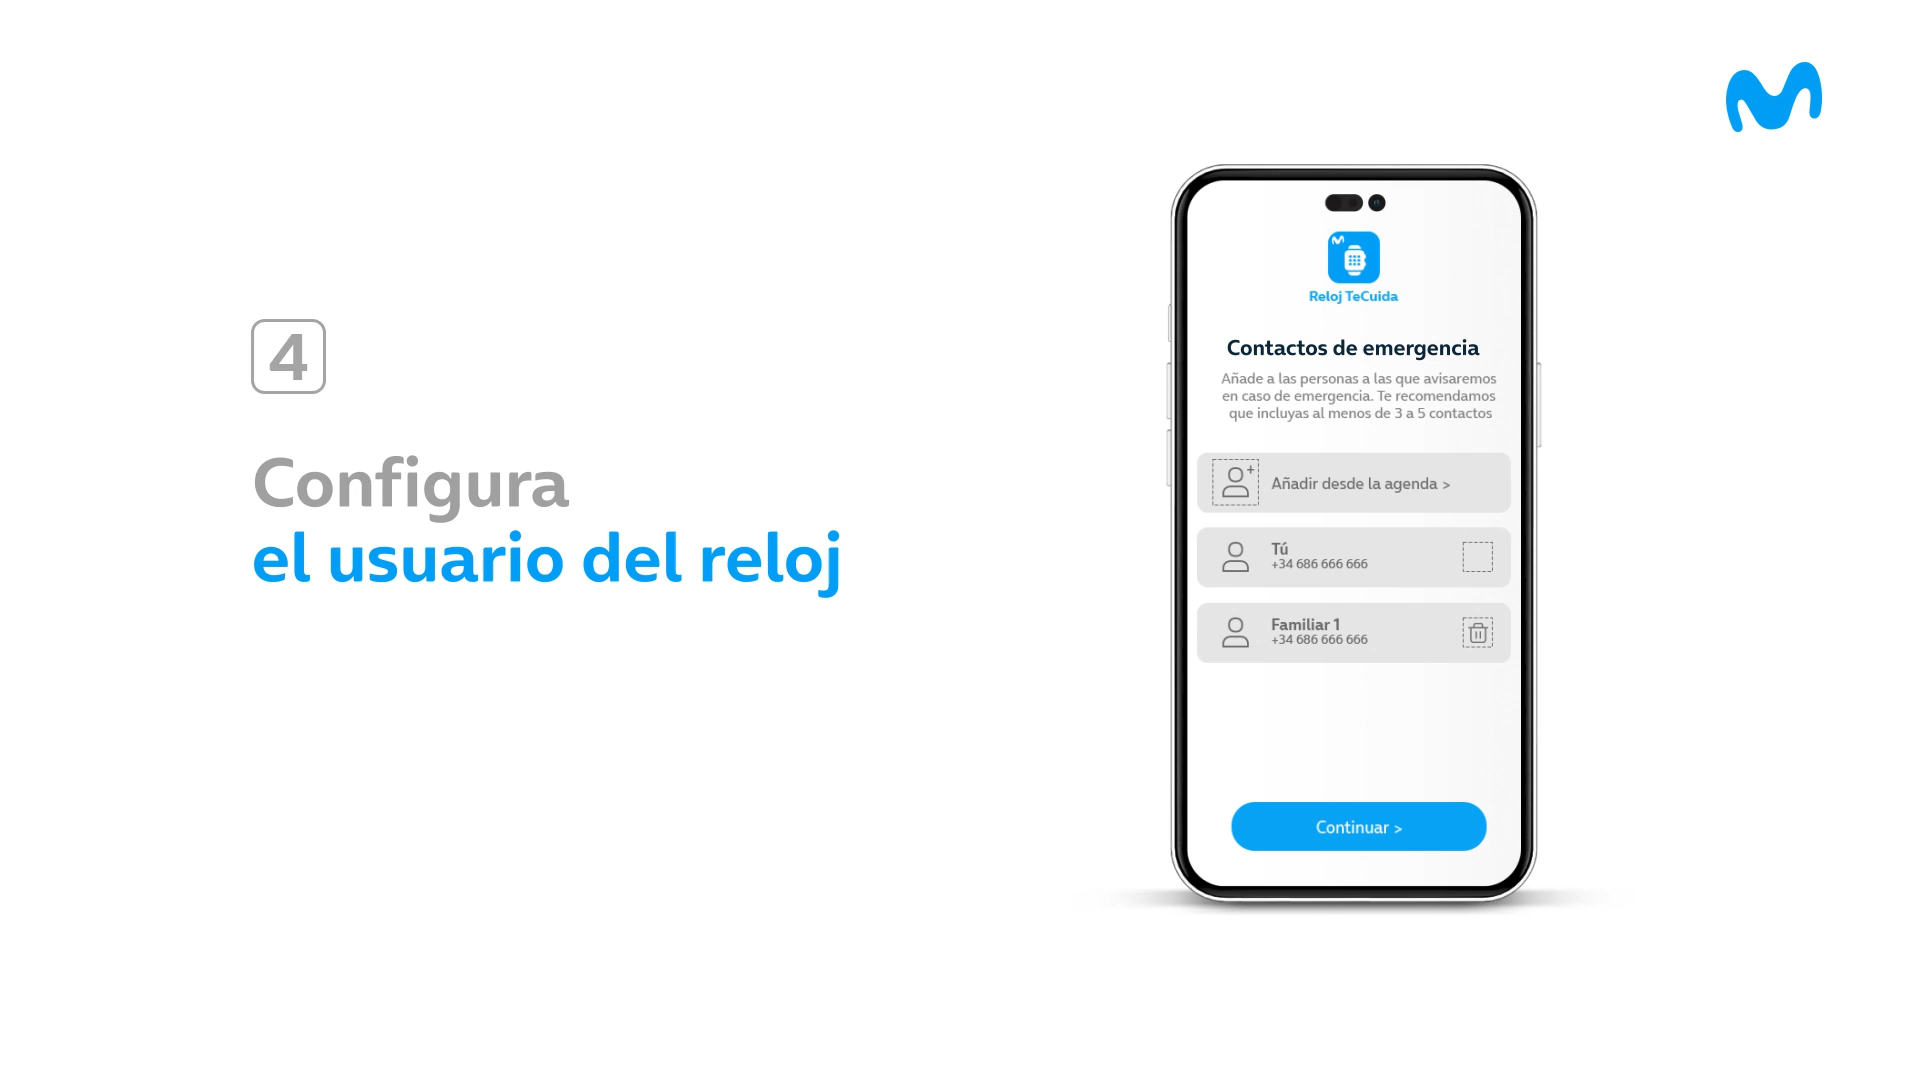 4
Configura
el usuario del reloj
Reloj TeCuida
Contactos de emergencia
Añade a las personas a las que avisaremos
en caso de emergencia. Te recomendamos
que incluyas al menos de 3 a 5 contactos
Añadir desde la agenda >
Tú
+34 686 666 666
Familiar 1
+34 686 666 666
Continuar >